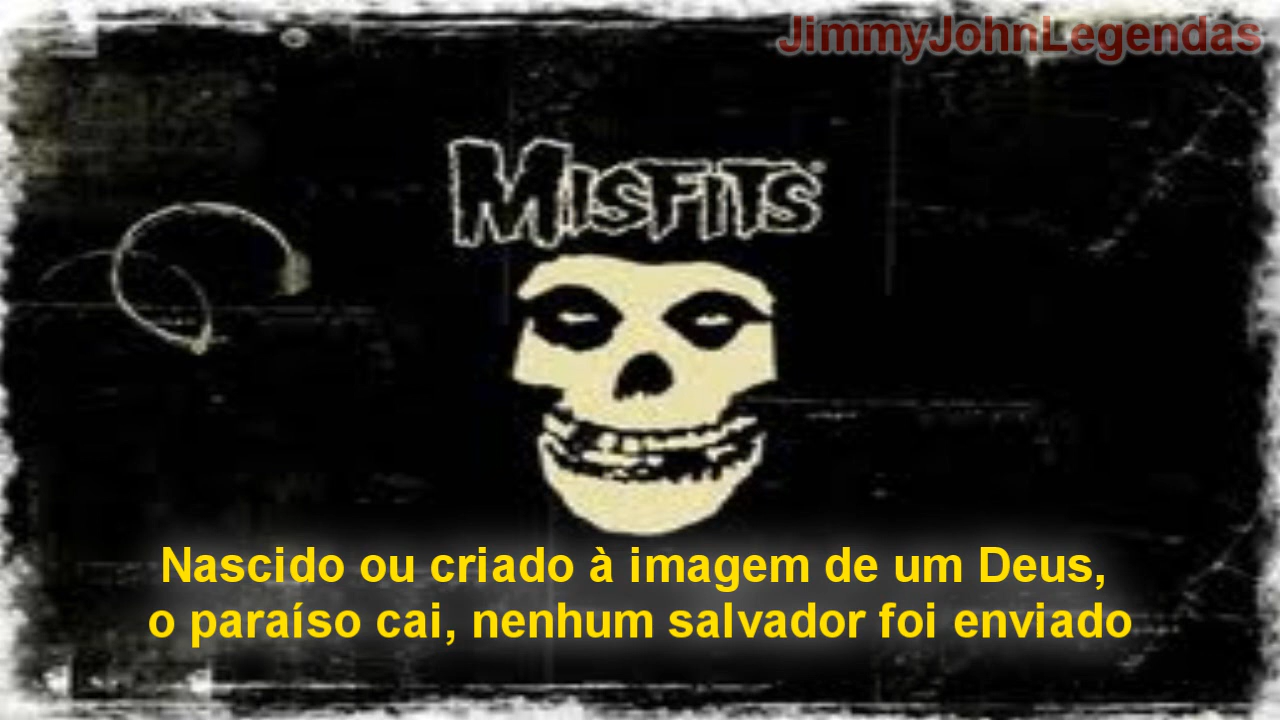 JimmyJohnLegendas
MISFITS®
Nascido ou criado à imagem de um Deus,
o paraíso cai, nenhum salvador foi enviado